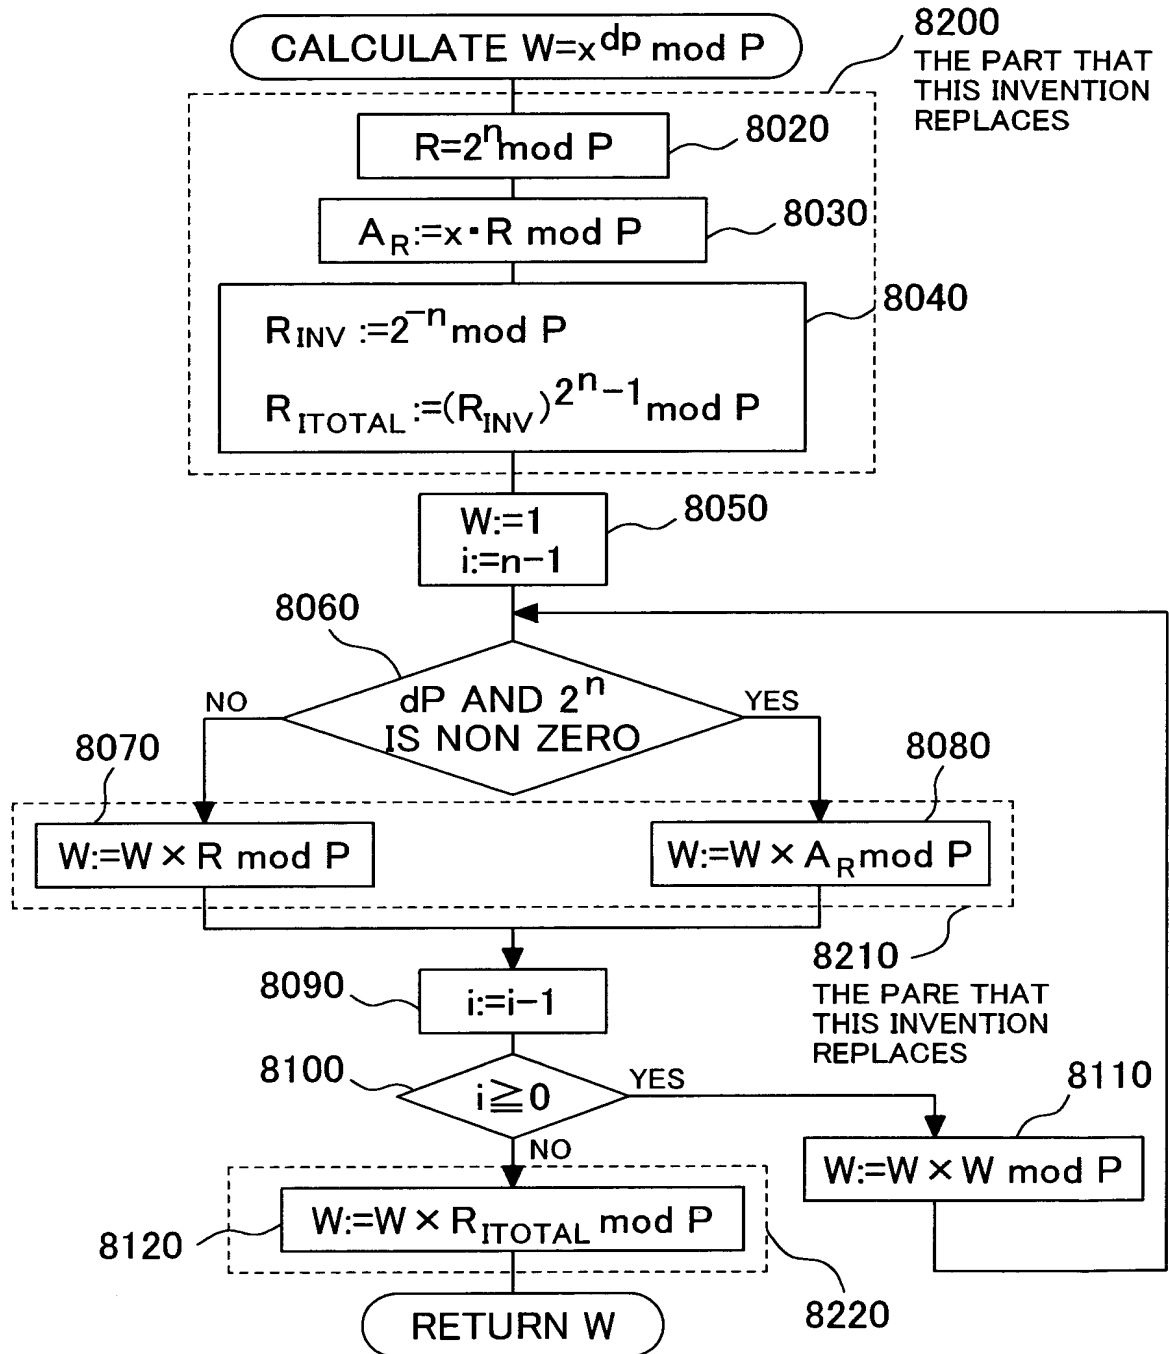 CALCULATE W=x^dp mod P
8200
THE PART THAT
THIS INVENTION
REPLACES
R=2^n mod P
8020
A_R:=x・R mod P
8030
8040
R_INV :=2^-n mod P
R_ITOTAL :=(R_INV)^2^n-1 mod P
W:=1
i:=n-1
8050
8060
dP AND 2^n
IS NON ZERO
NO
YES
8070
8080
W:=W × R mod P
W:=W × A_R mod P
8210
THE PARE THAT
THIS INVENTION
REPLACES
8090
i:=i-1
8100
i≧0
YES
8110
NO
W:=W × W mod P
W:=W × R_ITOTAL mod P
8120
8220
RETURN W